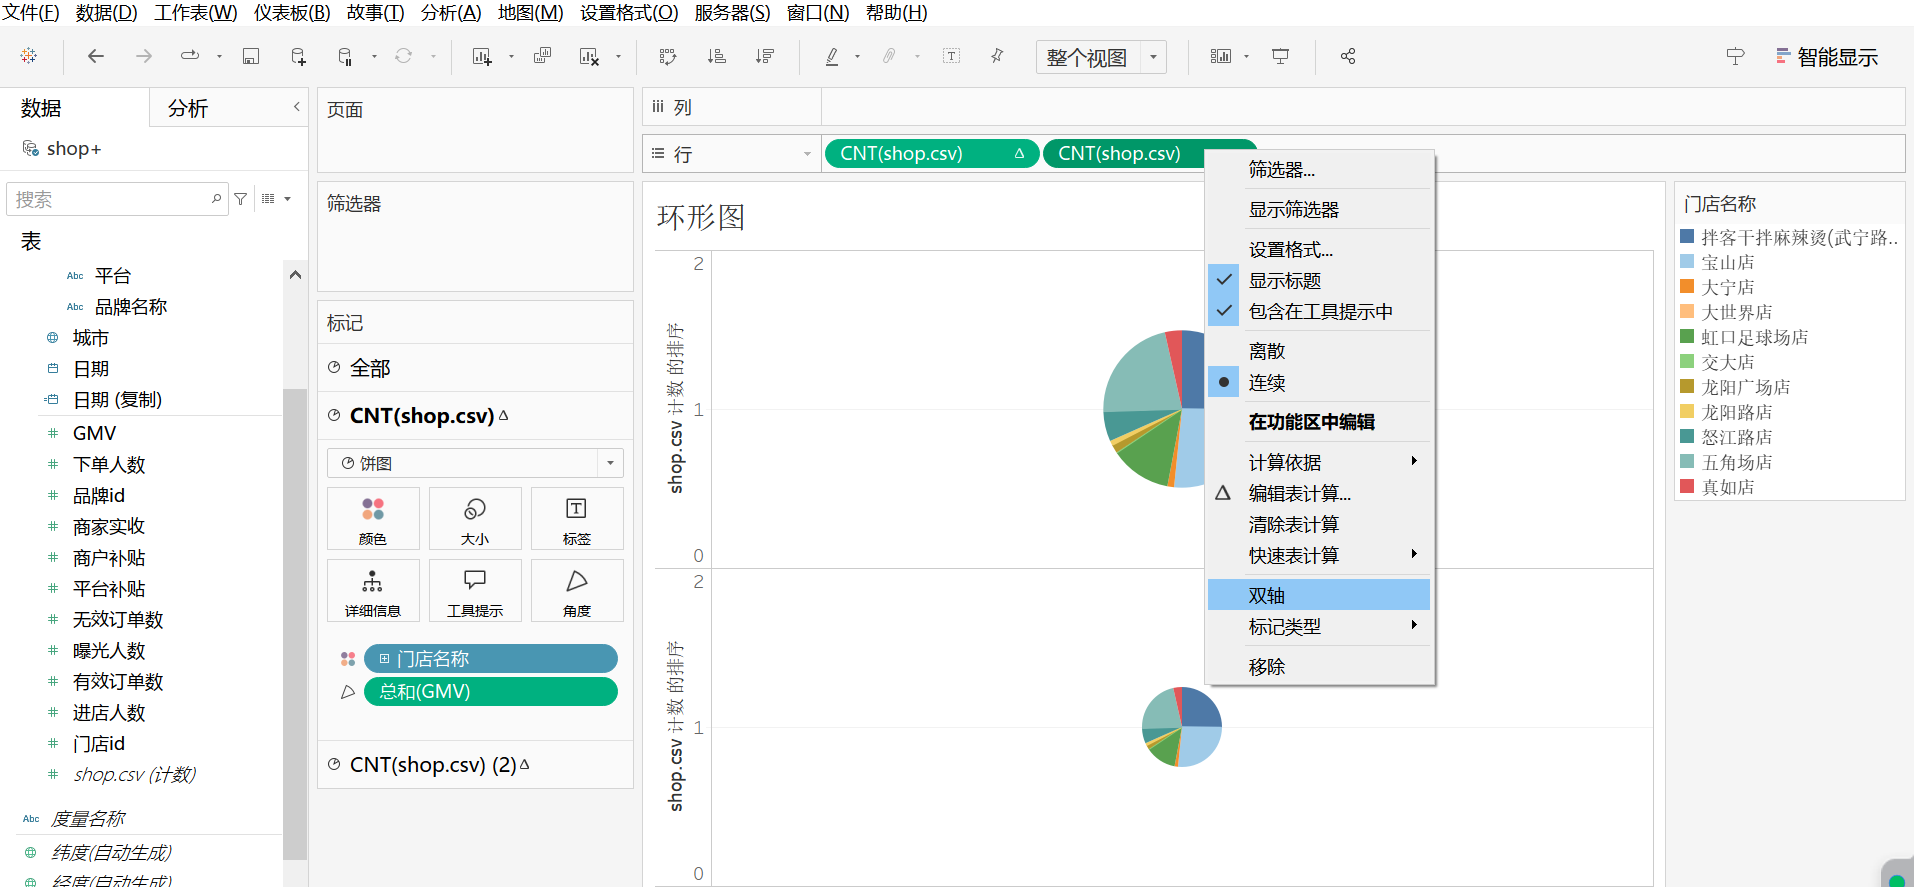 文件(F) 数据(D) 工作表(W) 仪表板(B) 故事(T) 分析(A) 地图(M) 设置格式(O) 服务器(S) 窗口(N) 帮助(H)
整个视图
智能显示
数据 分析
shop+
搜索
表
Abc 平台
Abc 品牌名称
城市
日期
日期 (复制)
GMV
下单人数
品牌id
商家实收
商户补贴
平台补贴
无效订单数
曝光人数
有效订单数
进店人数
门店id
shop.csv (计数)
Abc 度量名称
纬度(自动生成)
经度(自动生成)
页面
筛选器
标记
全部
CNT(shop.csv)
饼图
颜色 大小 标签
详细信息 工具提示 角度
门店名称
总和(GMV)
CNT(shop.csv) (2)
列
行 CNT(shop.csv) CNT(shop.csv)
环形图
2
1
0
shop.csv 计数 的排序
2
1
0
shop.csv 计数 的排序
筛选器...
显示筛选器
设置格式...
显示标题
包含在工具提示中
离散
连续
在功能区中编辑
计算依据
编辑表计算...
清除表计算
快速表计算
双轴
标记类型
移除
门店名称
拌客干拌麻辣烫(武宁路..
宝山店
大宁店
大世界店
虹口足球场店
交大店
龙阳广场店
龙阳路店
怒江路店
五角场店
真如店